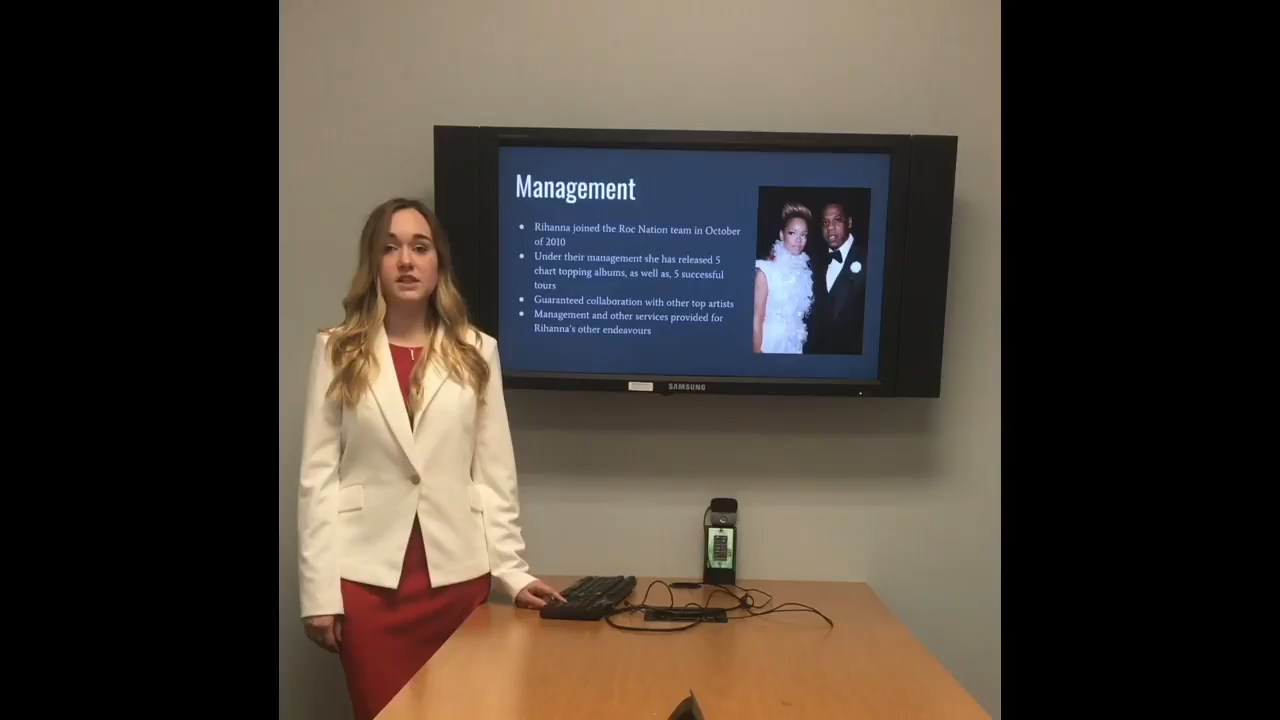 Management
Rihanna joined the Roc Nation team in October
of 2010
Under their management she has released 5
chart topping albums, as well as, 5 successful
tours
Guaranteed collaboration with other top artists
Management and other services provided for
Rihanna's other endeavours
SAMSUNG